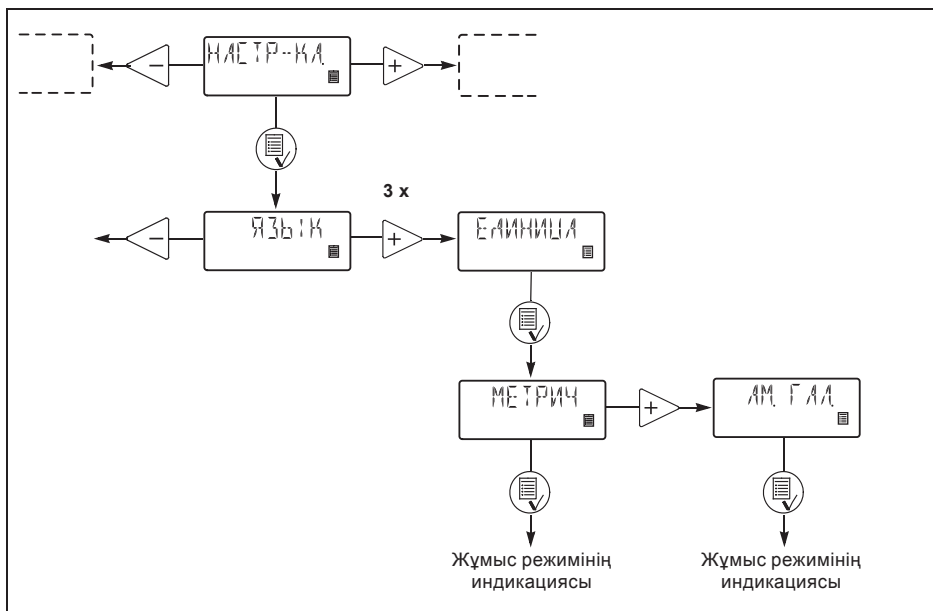 НАСТР-КА.
3 x
ЯЗЫК
ЕДИНИЦА
МЕТРИЧ
АМ. ГАЛ.
Жұмыс режимінің
индикациясы
Жұмыс режимінің
индикациясы